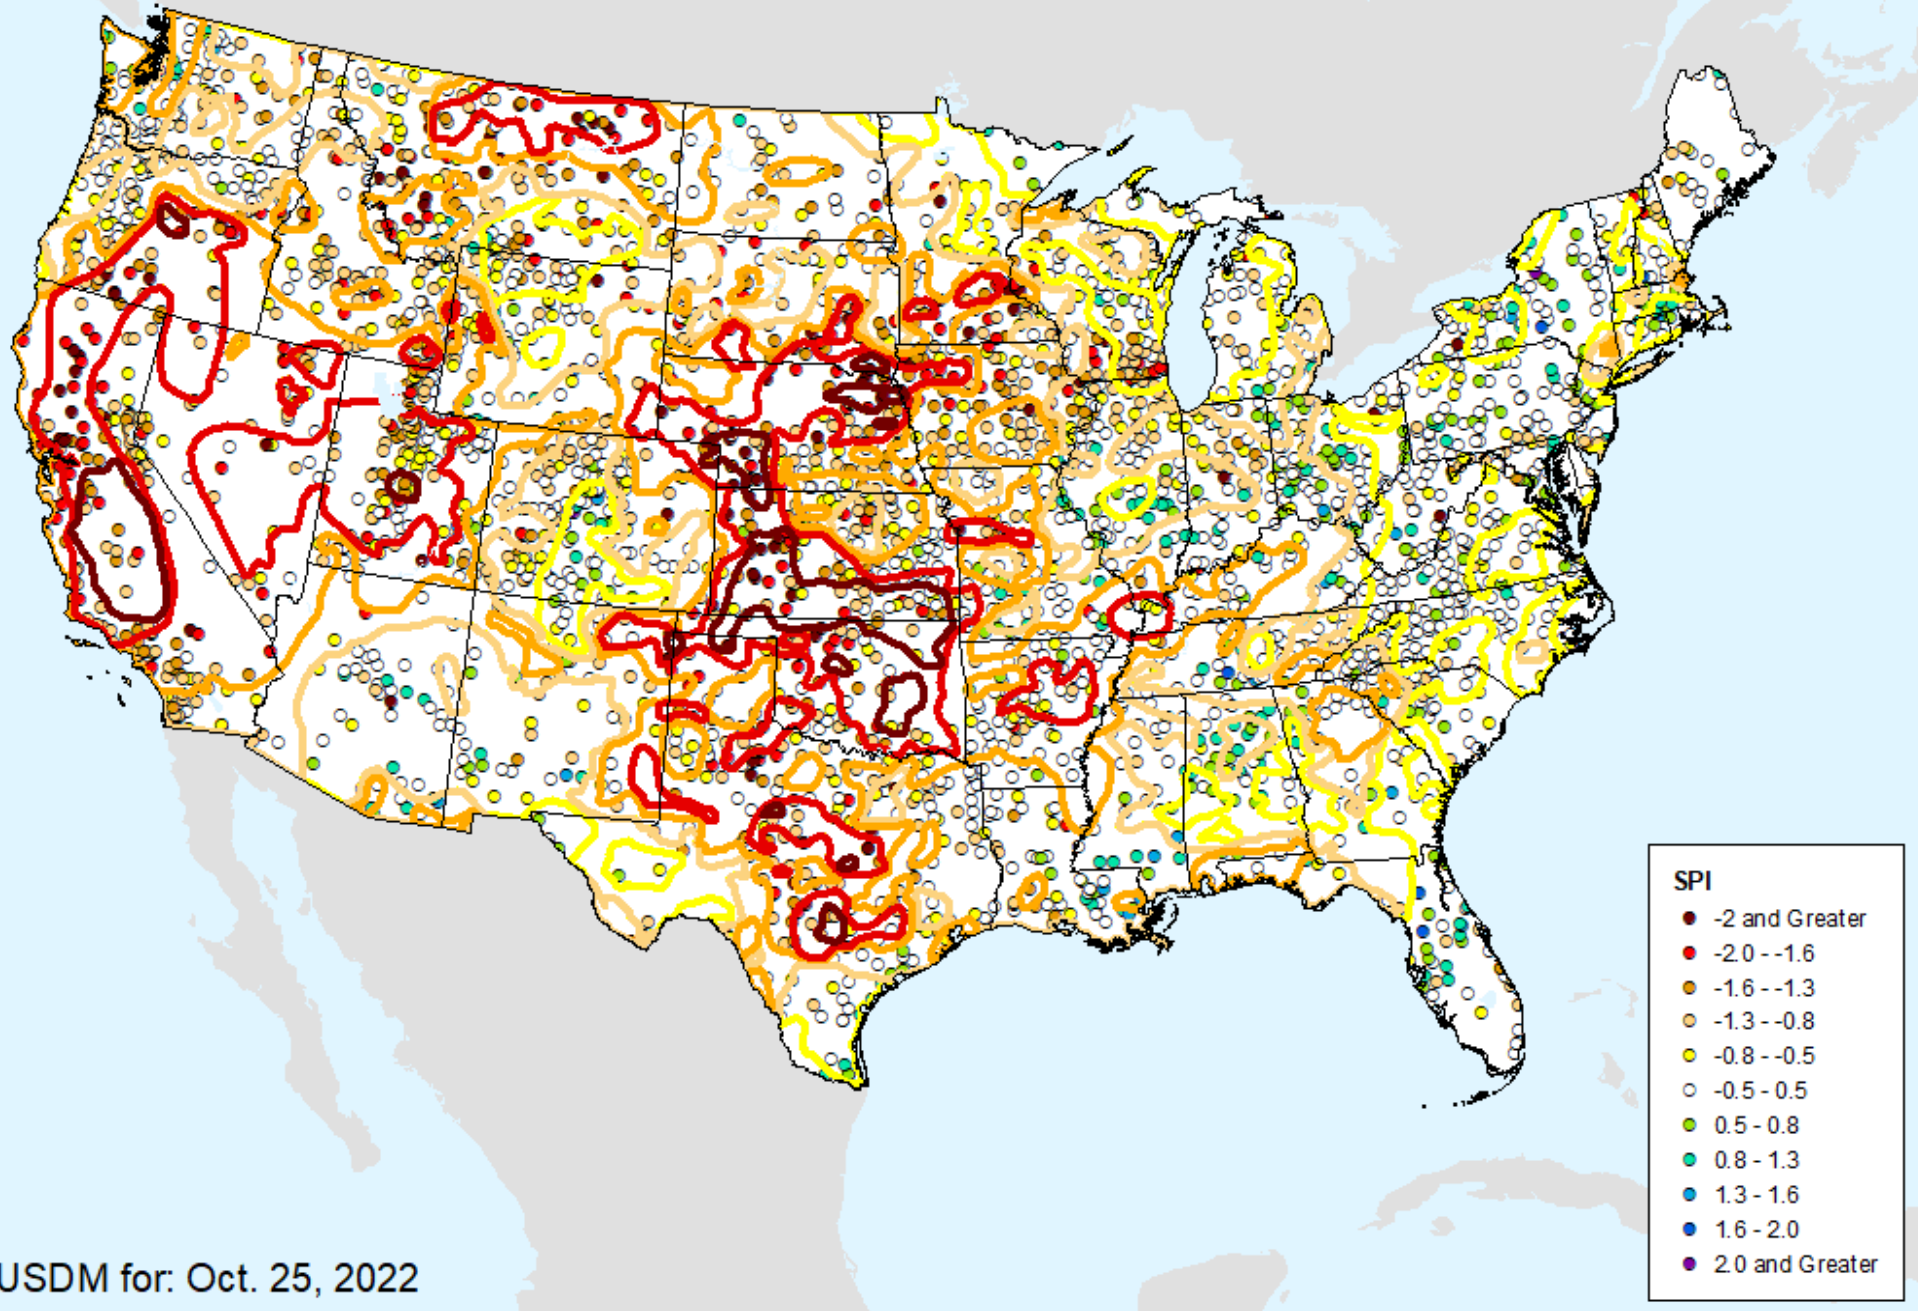 SPI
-2 and Greater
-2.0 - -1.6
-1.6 - -1.3
-1.3 - -0.8
-0.8 - -0.5
-0.5 - 0.5
0.5 - 0.8
0.8 - 1.3
1.3 - 1.6
1.6 - 2.0
2.0 and Greater
USDM for: Oct. 25, 2022